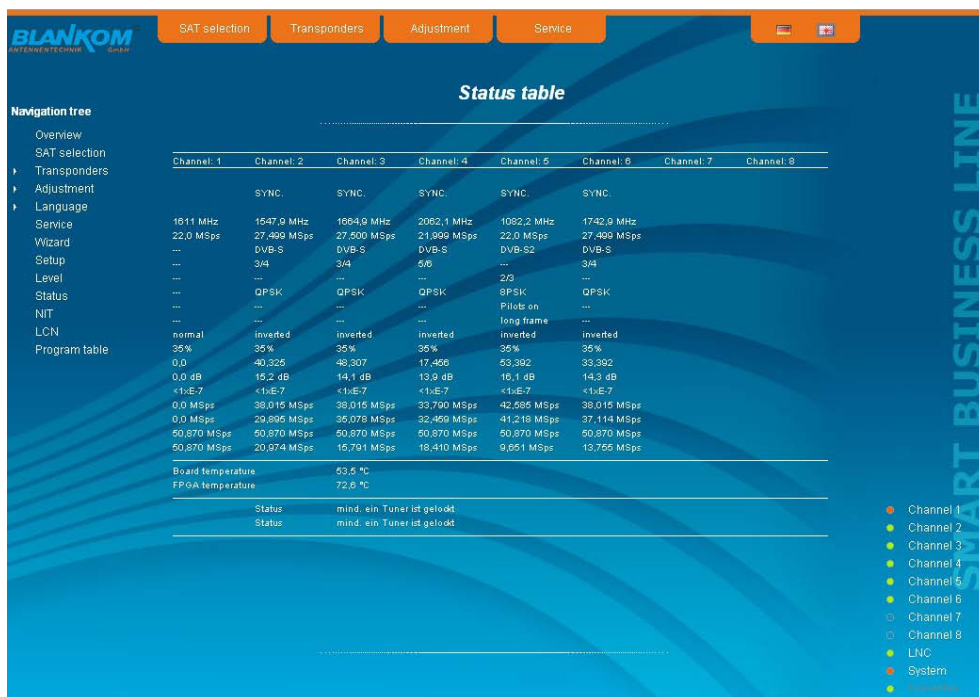 BLANKOM
ANTENNENTECHNIK GmbH
SAT selection Transponders Adjustment Service
Status table
Navigation tree
Overview
SAT selection
Transponders
Adjustment
Language
Service
Wizard
Setup
Level
Status
NIT
LCN
Program table
Channel: 1 Channel: 2 Channel: 3 Channel: 4 Channel: 5 Channel: 6 Channel: 7 Channel: 8
SYNC. SYNC. SYNC. SYNC. SYNC.
1611 MHz 1547,9 MHz 1664,9 MHz 2062,1 MHz 1082,2 MHz 1742,9 MHz
22,0 MSps 27,499 MSps 27,500 MSps 21,999 MSps 22,0 MSps 27,499 MSps
--- DVB-S DVB-S DVB-S DVB-S2 DVB-S
--- 3/4 3/4 5/6 --- 3/4
--- --- --- --- 2/3 ---
--- QPSK QPSK QPSK 8PSK QPSK
--- --- --- --- Pilots on ---
--- --- --- --- long frame ---
normal inverted inverted inverted inverted inverted
35% 35% 35% 35% 35% 35%
0,0 40,325 48,307 17,456 53,392 33,392
0,0 dB 15,2 dB 14,1 dB 13,9 dB 16,1 dB 14,3 dB
<1xE-7 <1xE-7 <1xE-7 <1xE-7 <1xE-7 <1xE-7
0,0 MSps 38,015 MSps 38,015 MSps 33,790 MSps 42,585 MSps 38,015 MSps
0,0 MSps 29,895 MSps 35,078 MSps 32,459 MSps 41,218 MSps 37,114 MSps
50,870 MSps 50,870 MSps 50,870 MSps 50,870 MSps 50,870 MSps 50,870 MSps
50,870 MSps 20,974 MSps 15,791 MSps 18,410 MSps 9,651 MSps 13,755 MSps
Board temperature 53,5 °C
FPGA temperature 72,6 °C
Status mind. ein Tuner ist gelockt
Status mind. ein Tuner ist gelockt
SMART BUSINESS LINE
Channel 1
Channel 2
Channel 3
Channel 4
Channel 5
Channel 6
Channel 7
Channel 8
LNC
System